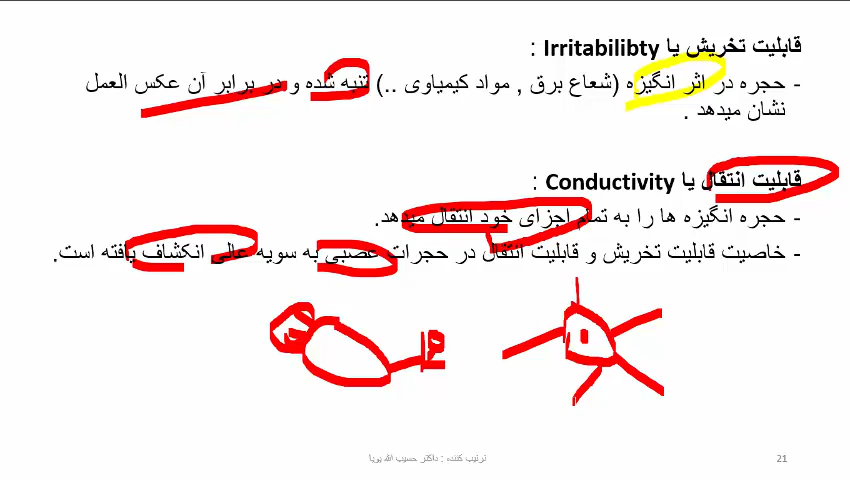 قابلیت تخریش یا Irritabilibty :
- حجره در اثر انگیزه (شعاع برق , مواد کیمیاوی ..) تنبه شده و در برابر آن عکس العمل
نشان میدهد .
قابلیت انتقال یا Conductivity :
- حجره انگیزه ها را به تمام اجزای خود انتقال میدهد.
- خاصیت قابلیت تخریش و قابلیت انتقال در حجرات عصبی به سویه عالی انکشاف یافته است.
ترتیب کننده : داکتر حسیب الله پویا
21